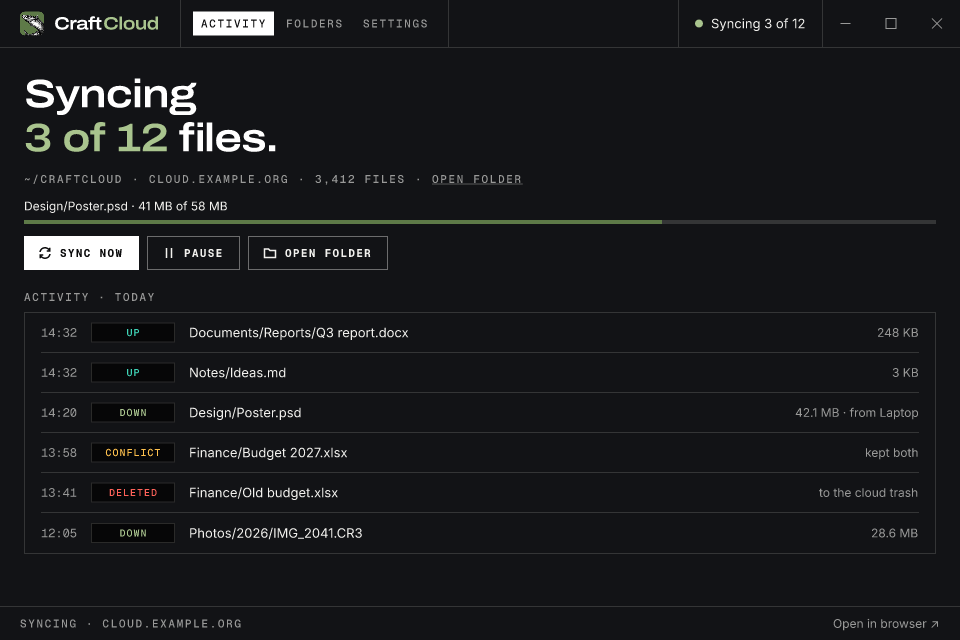 CraftCloud
ACTIVITY FOLDERS SETTINGS
Syncing 3 of 12
Syncing
3 of 12 files.
~/CRAFTCLOUD · CLOUD.EXAMPLE.ORG · 3,412 FILES · OPEN FOLDER
Design/Poster.psd · 41 MB of 58 MB
SYNC NOW PAUSE OPEN FOLDER
ACTIVITY · TODAY
14:32 UP Documents/Reports/Q3 report.docx 248 KB
14:32 UP Notes/Ideas.md 3 KB
14:20 DOWN Design/Poster.psd 42.1 MB · from Laptop
13:58 CONFLICT Finance/Budget 2027.xlsx kept both
13:41 DELETED Finance/Old budget.xlsx to the cloud trash
12:05 DOWN Photos/2026/IMG_2041.CR3 28.6 MB
SYNCING · CLOUD.EXAMPLE.ORG
Open in browser ↗